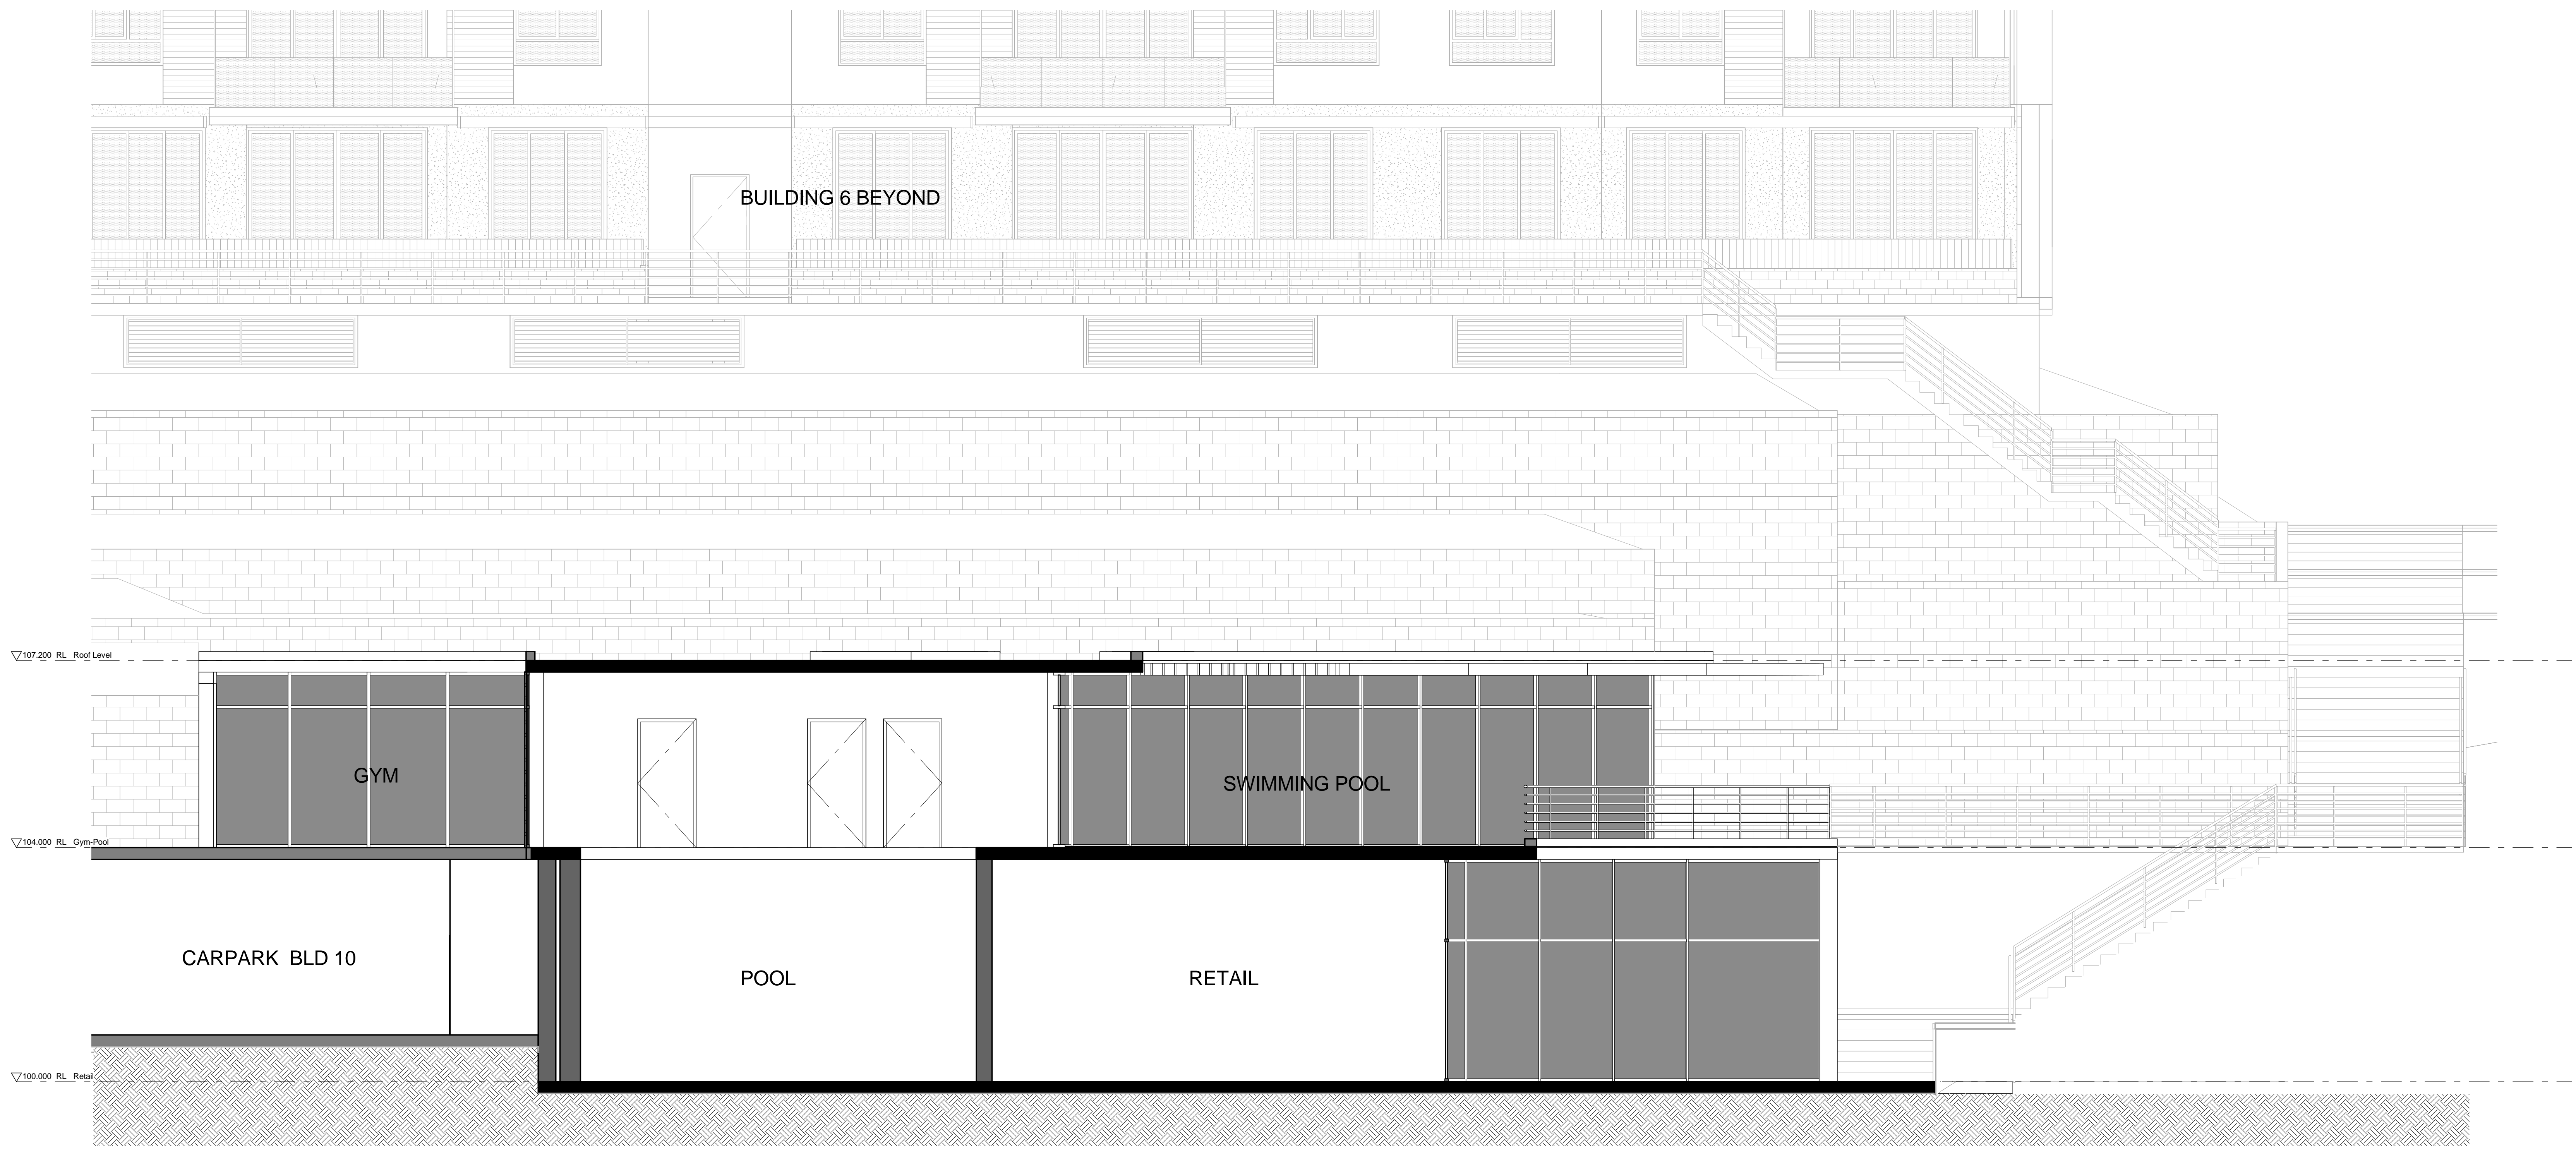 BUILDING 6 BEYOND
107.200 RL Roof Level
GYM
SWIMMING POOL
104.000 RL Gym-Pool
CARPARK BLD 10
POOL
RETAIL
100.000 RL Retail